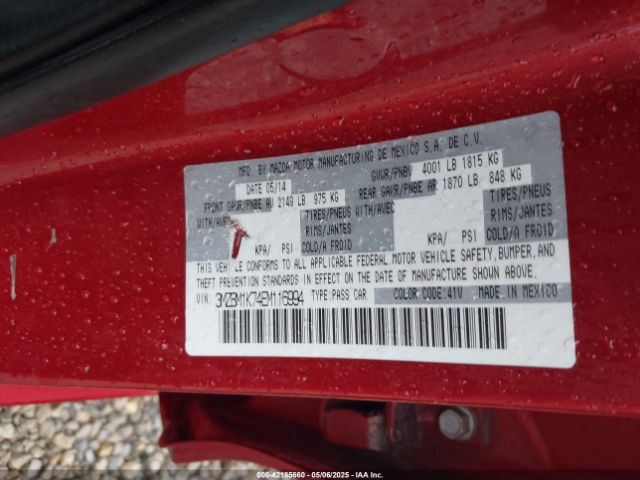 MFG. BY MAZDA MOTOR MANUFACTURING DE MEXICO S.A. DE C.V.
DATE 05/14 GVWR/PNBV 4001 LB 1815 KG
FRONT GAWR/PNBE AV 2149 LB 975 KG REAR GAWR/PNBE AR 1870 LB 848 KG
WITH/AVEC TIRES/PNEUS WITH/AVEC TIRES/PNEUS
RIMS/JANTES RIMS/JANTES
KPA/ PSI COLD/A FROID KPA/ PSI COLD/A FROID
THIS VEHICLE CONFORMS TO ALL APPLICABLE FEDERAL MOTOR VEHICLE SAFETY, BUMPER, AND
THEFT PREVENTION STANDARDS IN EFFECT ON THE DATE OF MANUFACTURE SHOWN ABOVE.
3MZBM1K74EM116994 TYPE:PASS CAR COLOR CODE:41V MADE IN MEXICO
000-42185660 - 05/06/2025 - IAA, Inc.